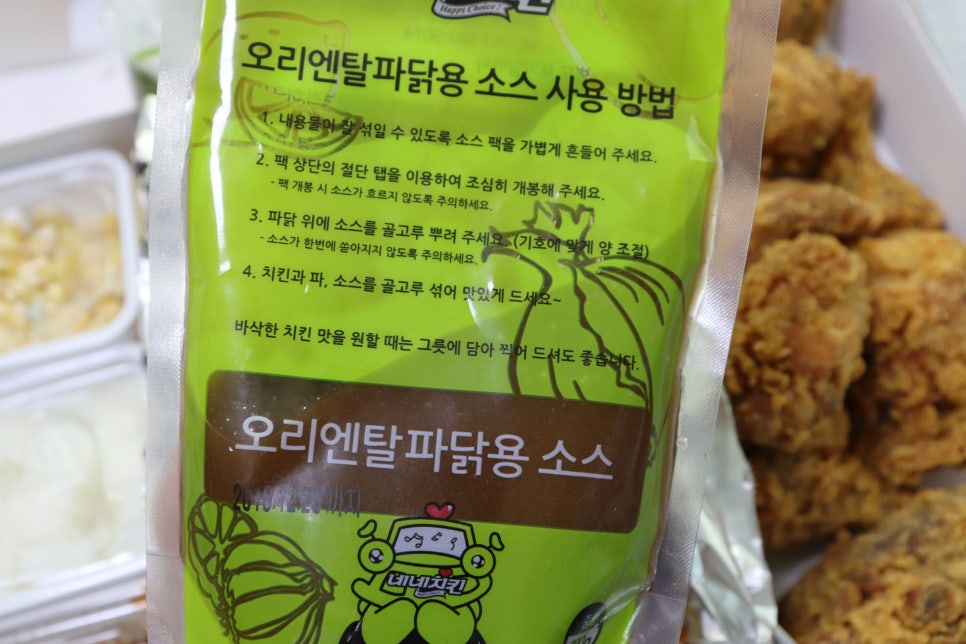 Happy Choice!
오리엔탈파닭용 소스 사용 방법
1. 내용물이 잘 섞일 수 있도록 소스 팩을 가볍게 흔들어 주세요.
2. 팩 상단의 절단 탭을 이용하여 조심히 개봉해 주세요.
- 팩 개봉 시 소스가 흐르지 않도록 주의하세요.
3. 파닭 위에 소스를 골고루 뿌려 주세요. (기호에 맞게 양 조절)
- 소스가 한번에 쏟아지지 않도록 주의하세요.
4. 치킨과 파, 소스를 골고루 섞어 맛있게 드세요~
바삭한 치킨 맛을 원할 때는 그릇에 담아 찍어 드셔도 좋습니다.
오리엔탈파닭용 소스
네네치킨